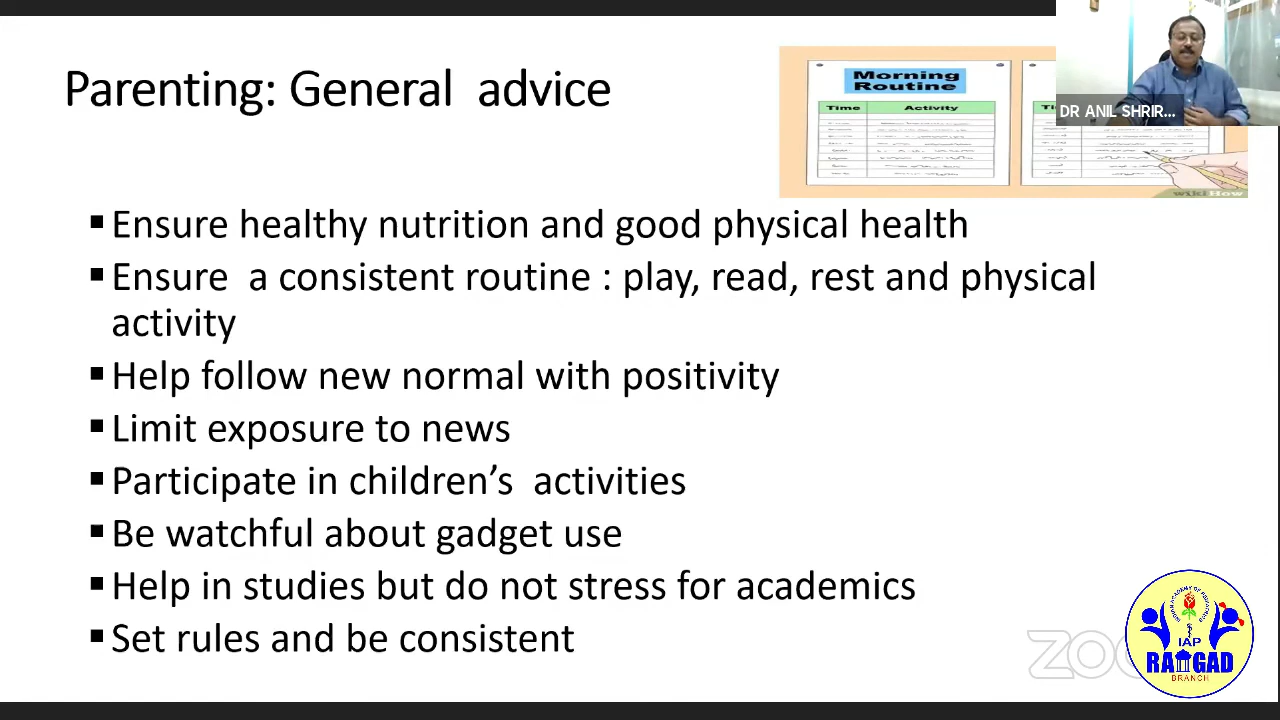 Parenting: General  advice
Morning
Routine
Time
Activity
DR ANIL SHRIR...
wikiHow
▪ Ensure healthy nutrition and good physical health
▪ Ensure  a consistent routine : play, read, rest and physical
activity
▪ Help follow new normal with positivity
▪ Limit exposure to news
▪ Participate in children’s  activities
▪ Be watchful about gadget use
▪ Help in studies but do not stress for academics
▪ Set rules and be consistent
IAP
BRANCH